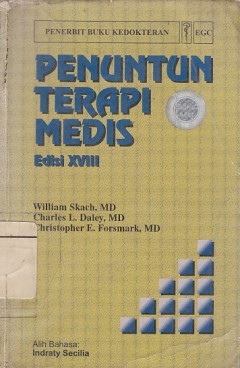 PENERBIT BUKU KEDOKTERAN EGC
PENUNTUN
TERAPI
MEDIS
Edisi XVIII
William Skach, MD
Charles L. Daley, MD
Christopher E. Forsmark, MD
Alih Bahasa:
Indraty Secilia